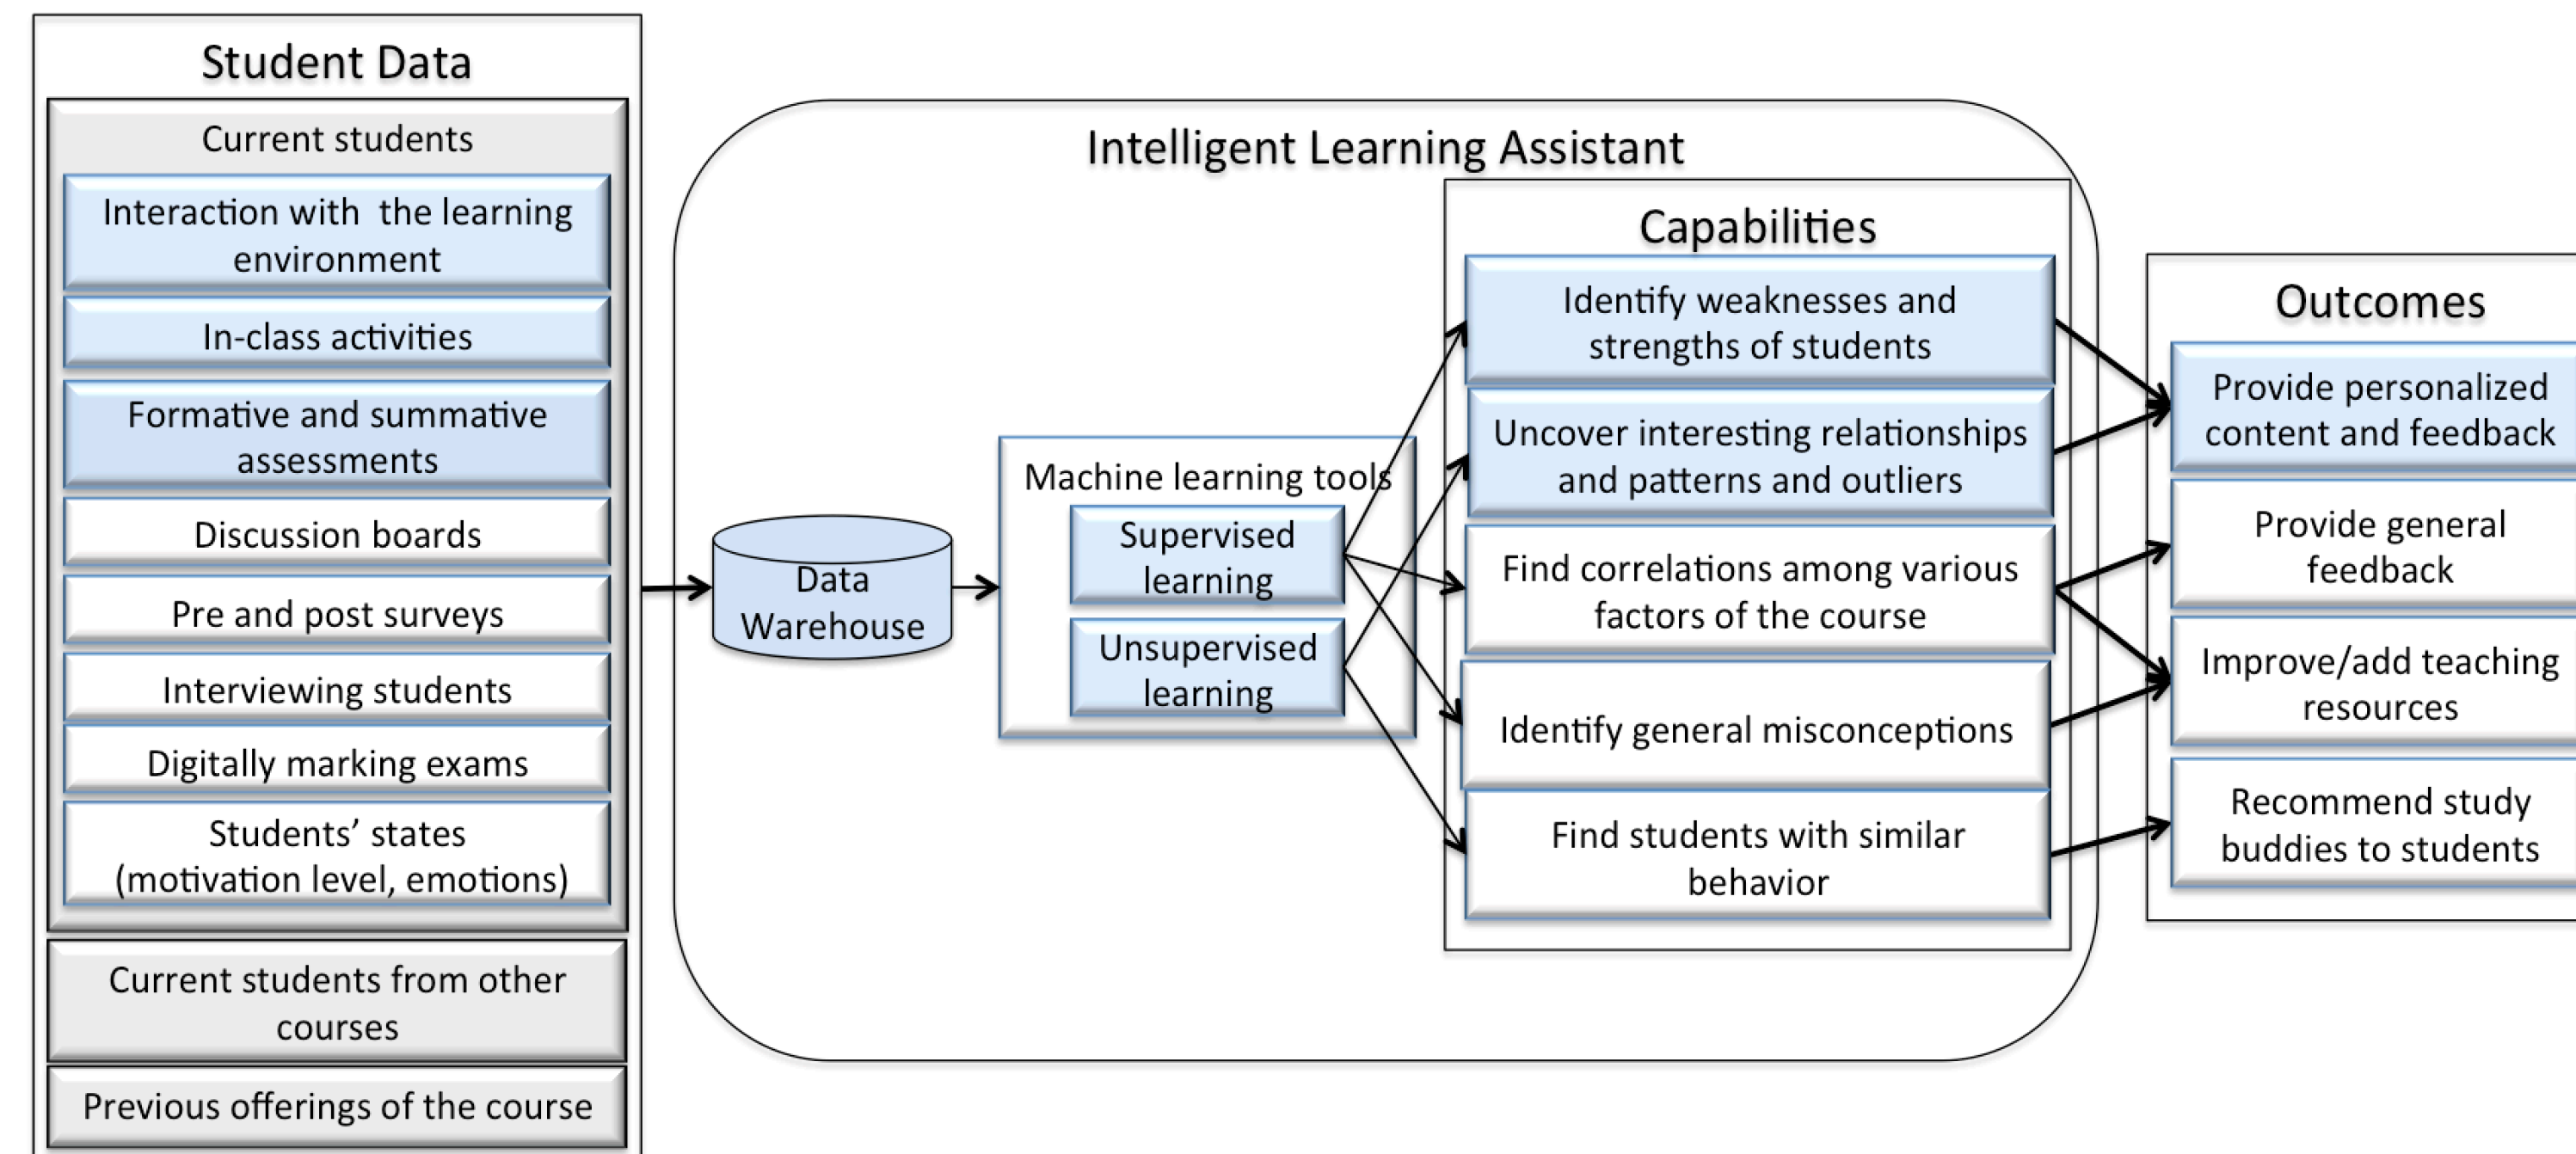 Student Data
Current students
Interaction with the learning
environment
In-class activities
Formative and summative
assessments
Discussion boards
Pre and post surveys
Interviewing students
Digitally marking exams
Students’ states
(motivation level, emotions)
Current students from other
courses
Previous offerings of the course
Intelligent Learning Assistant
Data
Warehouse
Machine learning tools
Supervised
learning
Unsupervised
learning
Capabilities
Identify weaknesses and
strengths of students
Uncover interesting relationships
and patterns and outliers
Find correlations among various
factors of the course
Identify general misconceptions
Find students with similar
behavior
Outcomes
Provide personalized
content and feedback
Provide general
feedback
Improve/add teaching
resources
Recommend study
buddies to students